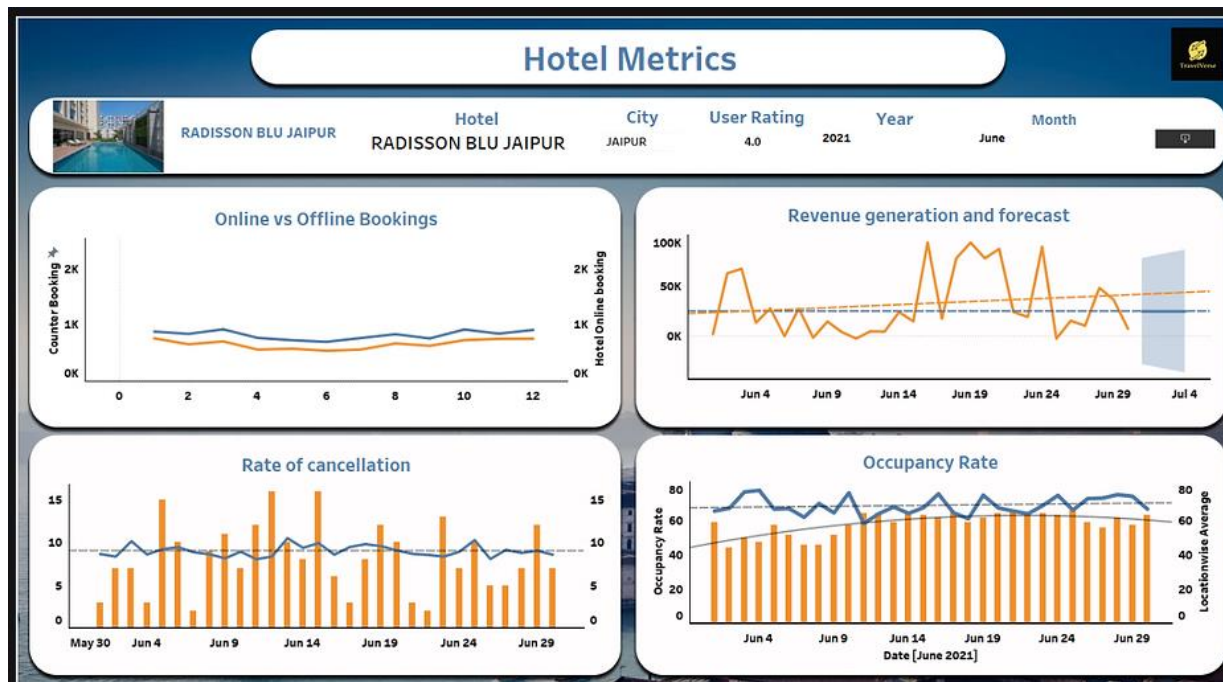 Hotel Metrics
TravelVerse
RADISSON BLU JAIPUR
Hotel
RADISSON BLU JAIPUR
City
JAIPUR
User Rating
4.0
Year
2021
Month
June
Online vs Offline Bookings
Counter Booking
2K
1K
0K
2K
1K
0K
Hotel Online booking
0 2 4 6 8 10 12
Revenue generation and forecast
100K
50K
0K
Jun 4 Jun 9 Jun 14 Jun 19 Jun 24 Jun 29 Jul 4
Rate of cancellation
15
10
5
0
15
10
5
0
May 30 Jun 4 Jun 9 Jun 14 Jun 19 Jun 24 Jun 29
Occupancy Rate
Occupancy Rate
80
60
40
20
0
80
60
40
20
0
Locationwise Average
Jun 4 Jun 9 Jun 14 Jun 19 Jun 24 Jun 29
Date [June 2021]